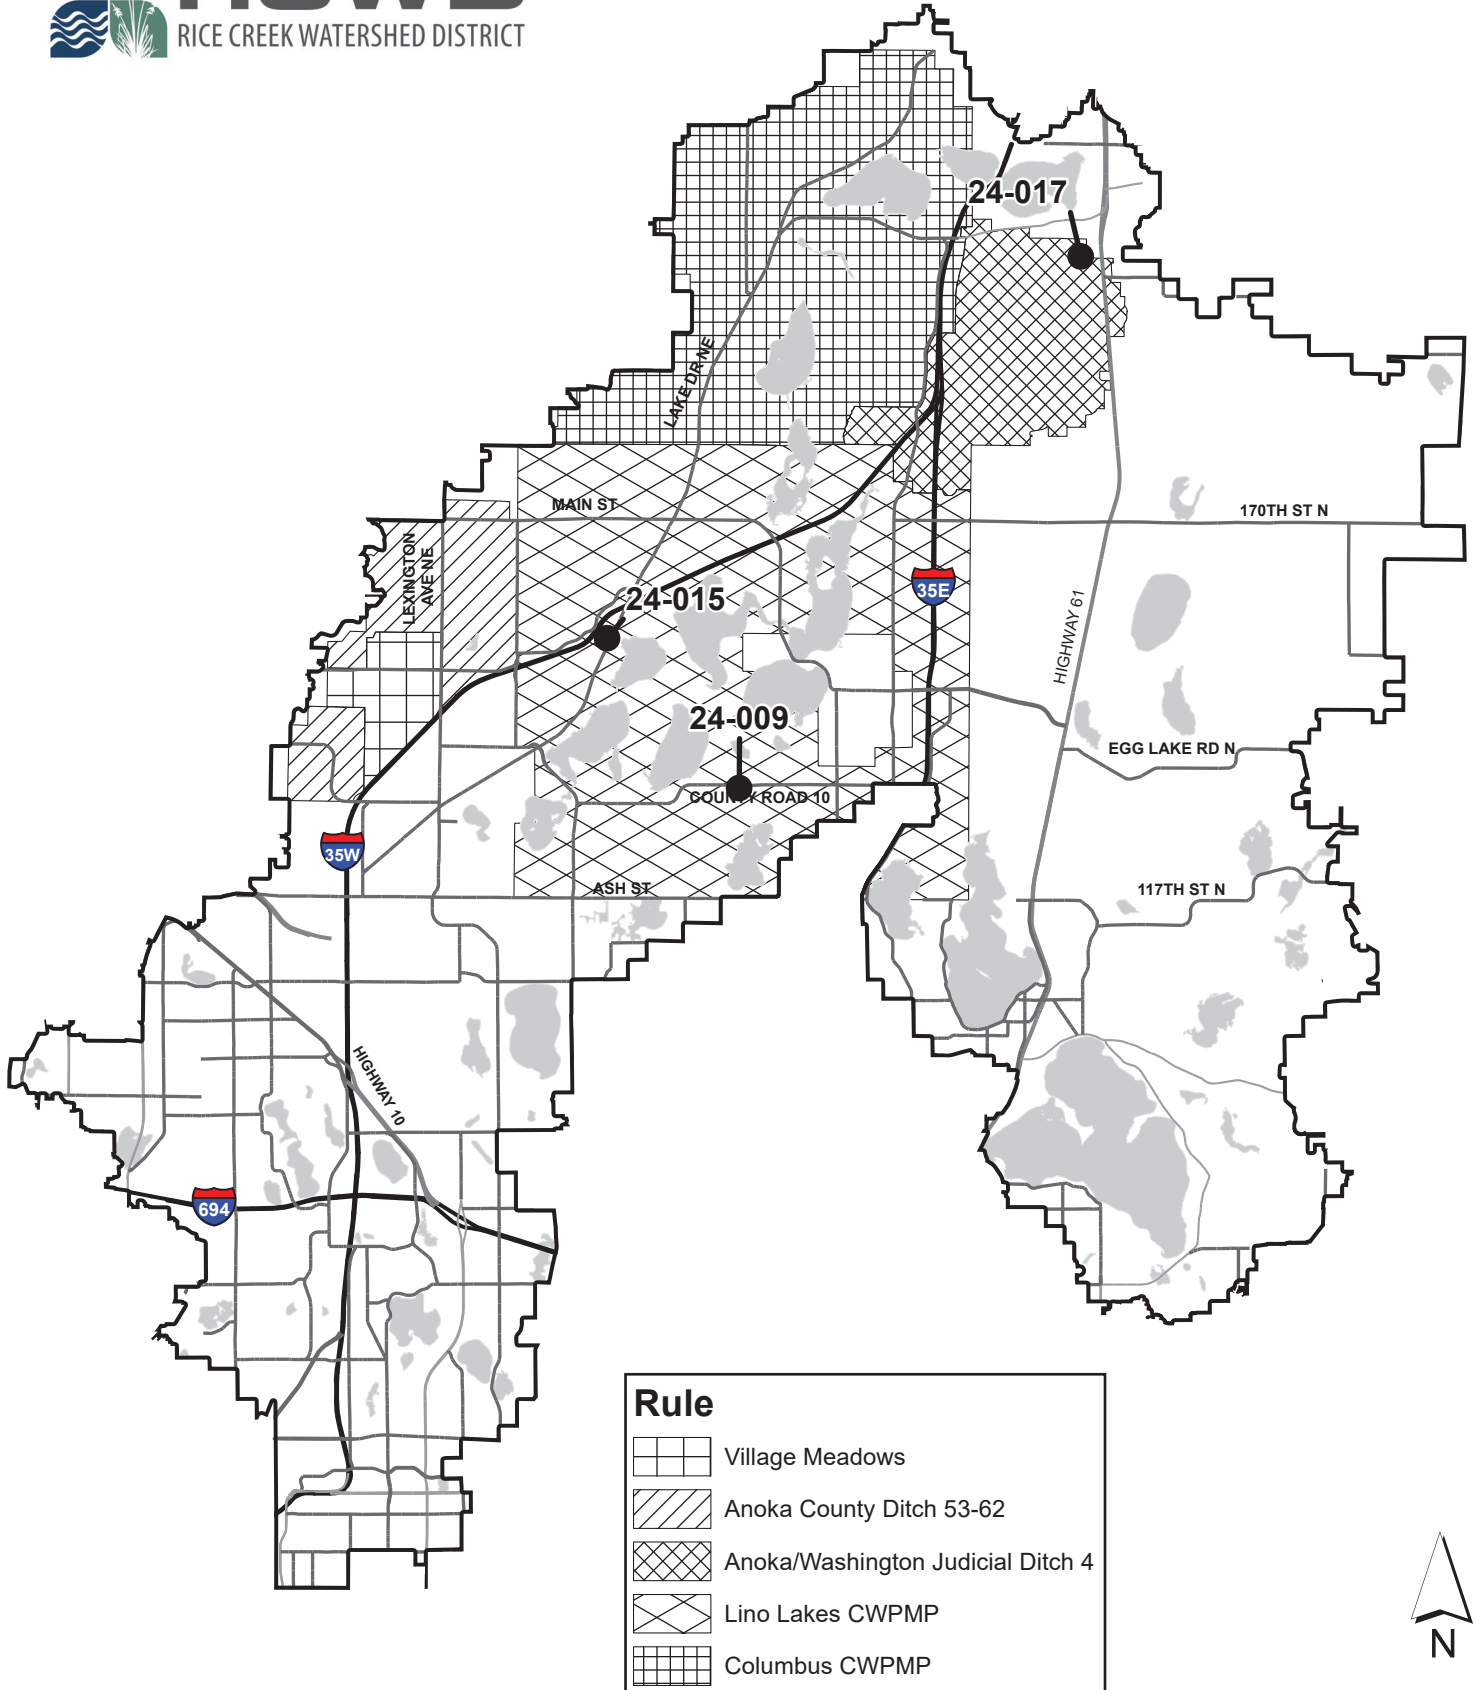 RICE CREEK WATERSHED DISTRICT
24-017
LAKE DR NE
MAIN ST
170TH ST N
LEXINGTON
AVE NE
35E
24-015
HIGHWAY 61
24-009
EGG LAKE RD N
COUNTY ROAD 10
35W
ASH ST
117TH ST N
HIGHWAY 10
694
Rule
Village Meadows
Anoka County Ditch 53-62
Anoka/Washington Judicial Ditch 4
Lino Lakes CWPMP
Columbus CWPMP
N